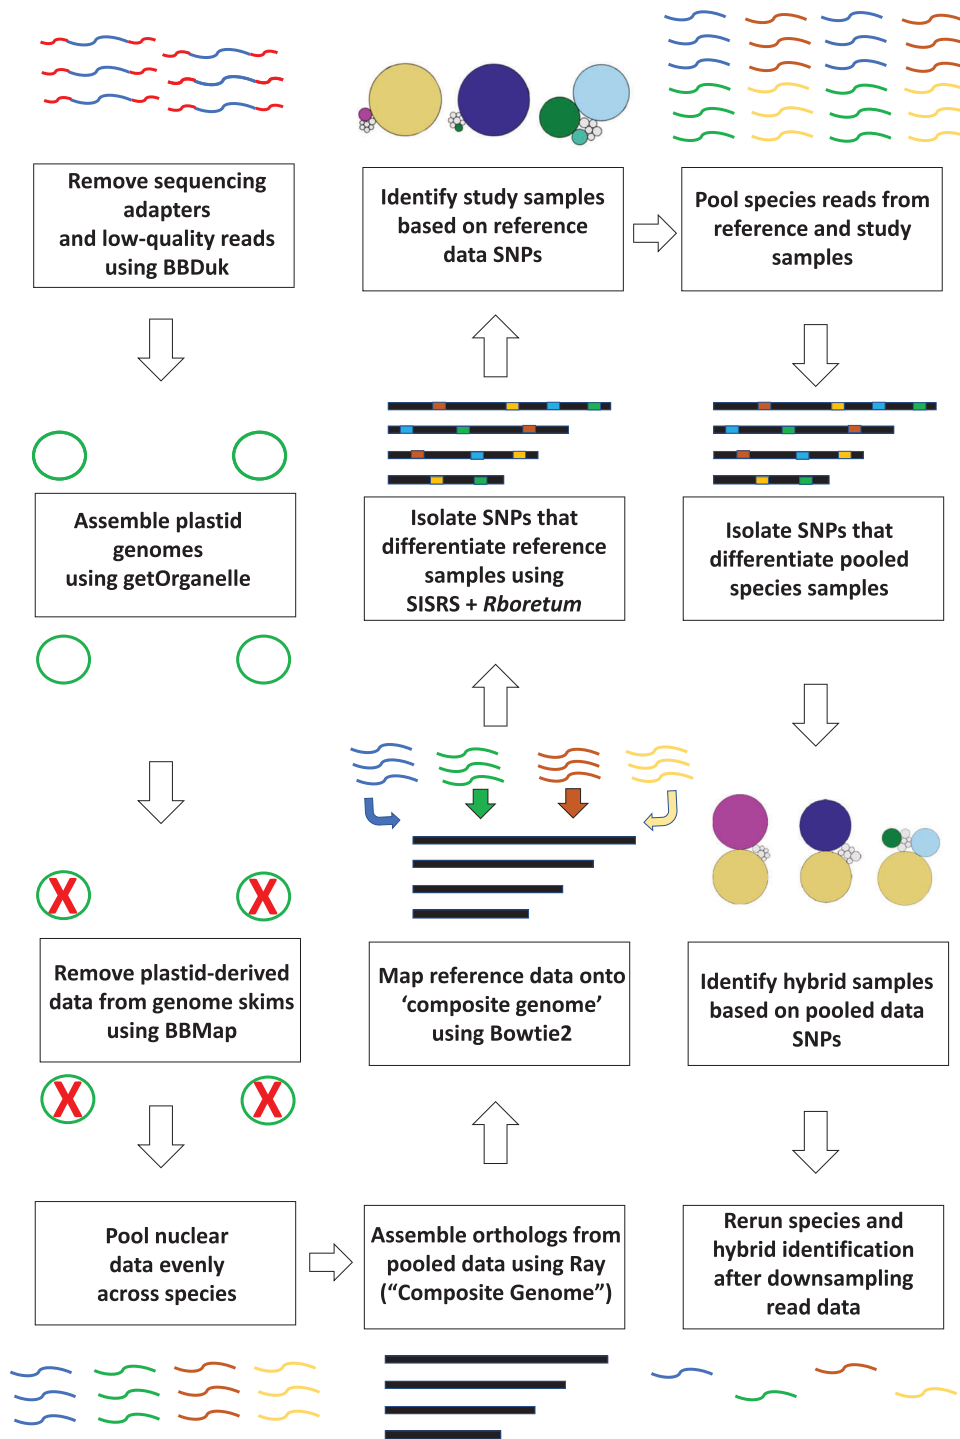 Remove sequencing
adapters
and low-quality reads
using BBDuk
Assemble plastid
genomes
using getOrganelle
X X
Remove plastid-derived
data from genome skims
using BBMap
X X
Pool nuclear
data evenly
across species
Assemble orthologs from
pooled data using Ray
(“Composite Genome”)
Map reference data onto
‘composite genome’
using Bowtie2
Isolate SNPs that
differentiate reference
samples using
SISRS + Rboretum
Identify study samples
based on reference
data SNPs
Pool species reads from
reference and study
samples
Isolate SNPs that
differentiate pooled
species samples
Identify hybrid samples
based on pooled data
SNPs
Rerun species and
hybrid identification
after downsampling
read data